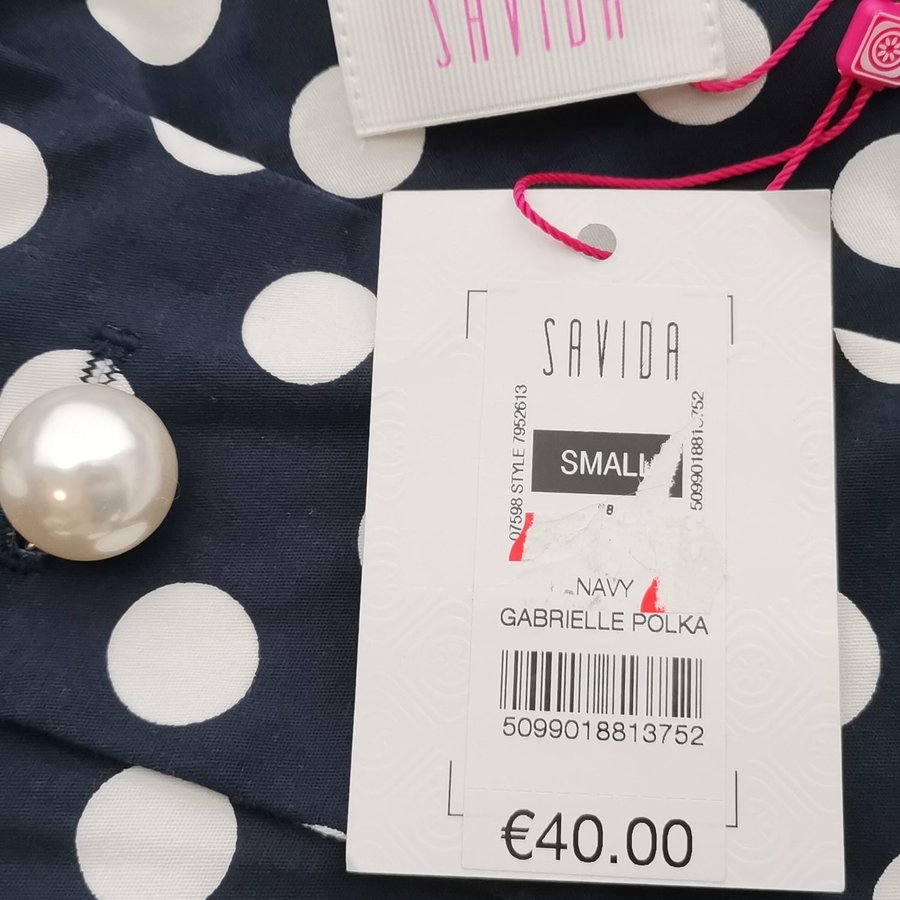 SAVIDA
SAVIDA
07598 STYLE 7952613
SMALL
NAVY
GABRIELLE POLKA
5099018813752
€40.00